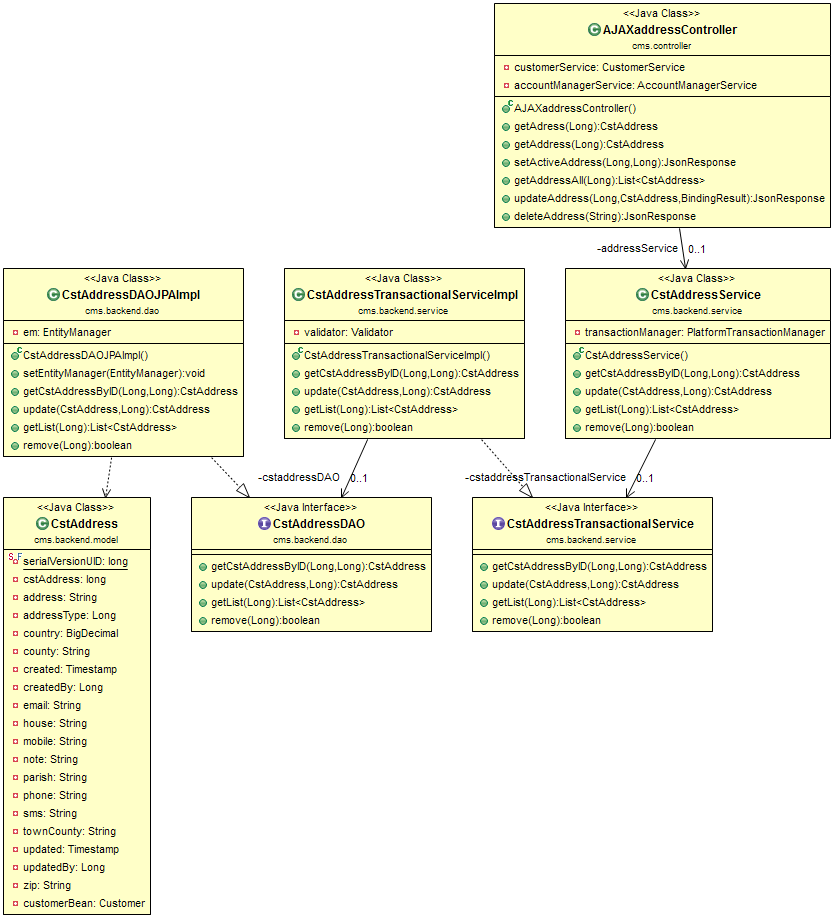 <<Java Class>>
AJAXaddressController
cms.controller
customerService: CustomerService
accountManagerService: AccountManagerService
AJAXaddressController()
getAdress(Long):CstAddress
getAddress(Long):CstAddress
setActiveAddress(Long,Long):JsonResponse
getAddressAll(Long):List<CstAddress>
updateAddress(Long,CstAddress,BindingResult):JsonResponse
deleteAddress(String):JsonResponse
-addressService 0..1
<<Java Class>>
CstAddressDAOJPAImpl
cms.backend.dao
em: EntityManager
CstAddressDAOJPAImpl()
setEntityManager(EntityManager):void
getCstAddressByID(Long,Long):CstAddress
update(CstAddress,Long):CstAddress
getList(Long):List<CstAddress>
remove(Long):boolean
<<Java Class>>
CstAddressTransactionalServiceImpl
cms.backend.service
validator: Validator
CstAddressTransactionalServiceImpl()
getCstAddressByID(Long,Long):CstAddress
update(CstAddress,Long):CstAddress
getList(Long):List<CstAddress>
remove(Long):boolean
<<Java Class>>
CstAddressService
cms.backend.service
transactionManager: PlatformTransactionManager
CstAddressService()
getCstAddressByID(Long,Long):CstAddress
update(CstAddress,Long):CstAddress
getList(Long):List<CstAddress>
remove(Long):boolean
-cstaddressDAO 0..1
-cstaddressTransactionalService 0..1
<<Java Class>>
CstAddress
cms.backend.model
serialVersionUID: long
cstAddress: long
address: String
addressType: Long
country: BigDecimal
county: String
created: Timestamp
createdBy: Long
email: String
house: String
mobile: String
note: String
parish: String
phone: String
sms: String
townCounty: String
updated: Timestamp
updatedBy: Long
zip: String
customerBean: Customer
<<Java Interface>>
CstAddressDAO
cms.backend.dao
getCstAddressByID(Long,Long):CstAddress
update(CstAddress,Long):CstAddress
getList(Long):List<CstAddress>
remove(Long):boolean
<<Java Interface>>
CstAddressTransactionalService
cms.backend.service
getCstAddressByID(Long,Long):CstAddress
update(CstAddress,Long):CstAddress
getList(Long):List<CstAddress>
remove(Long):boolean